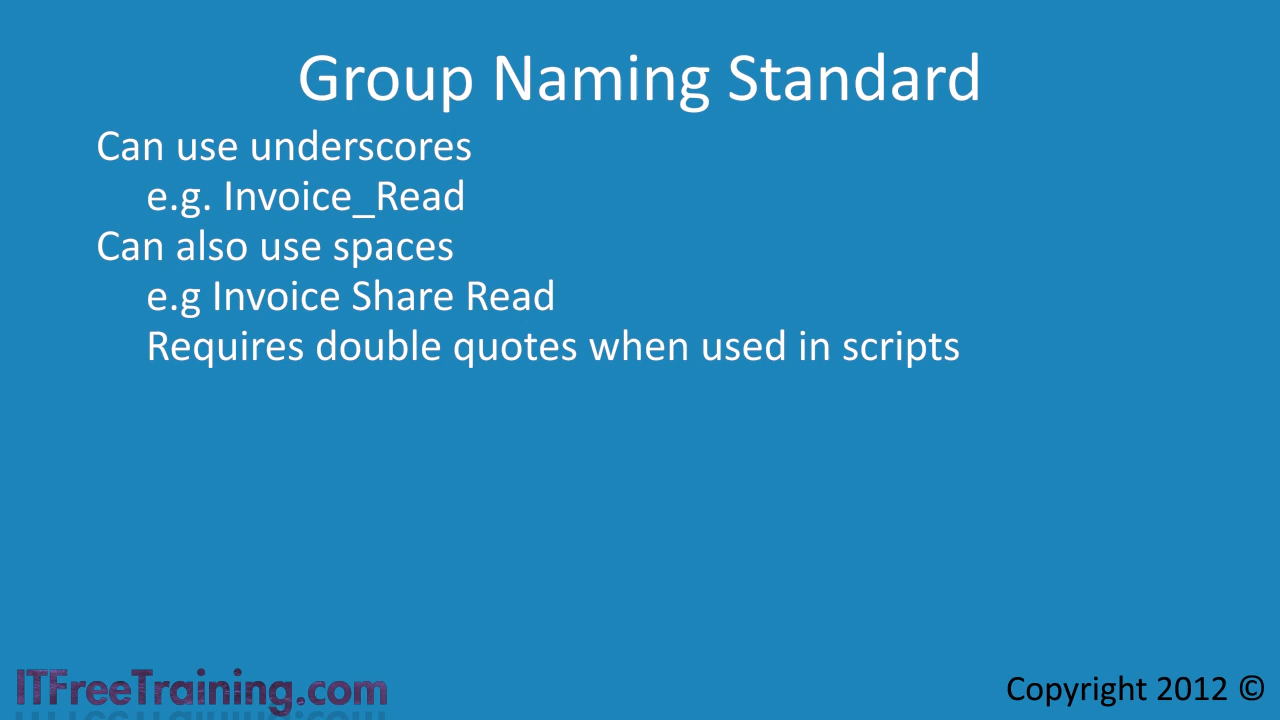 Group Naming Standard
Can use underscores
e.g. Invoice_Read
Can also use spaces
e.g Invoice Share Read
Requires double quotes when used in scripts
ITFreeTraining.com
Copyright 2012 ©